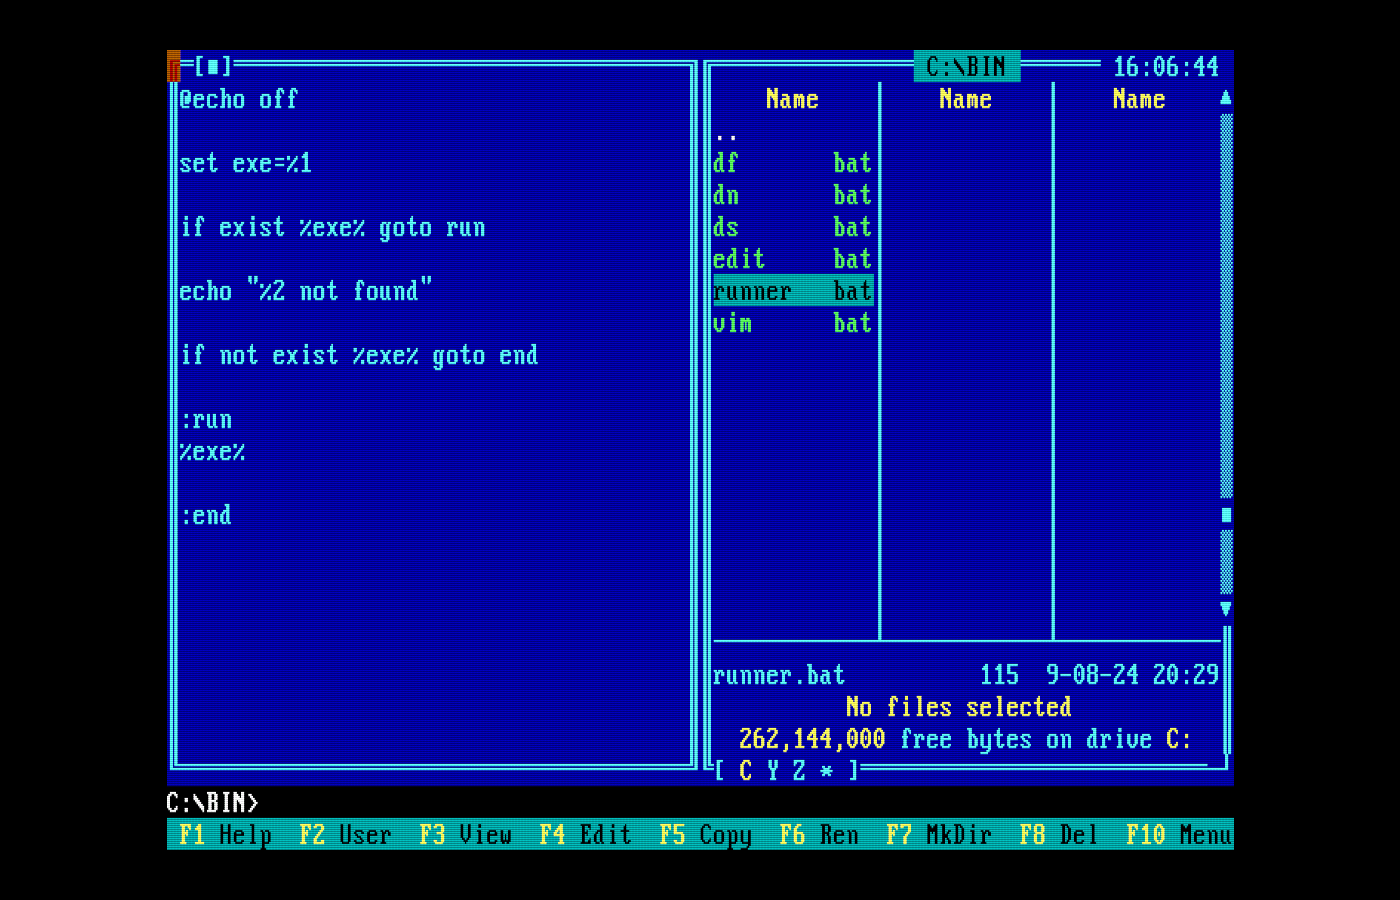 [■]
@echo off
set exe=%1
if exist %exe% goto run
echo "%2 not found"
if not exist %exe% goto end
:run
%exe%
:end
C:\BIN 16:06:44
Name Name Name
..
df bat
dn bat
ds bat
edit bat
runner bat
vim bat
runner.bat 115 9-08-24 20:29
No files selected
262,144,000 free bytes on drive C:
[ C Y Z * ]
C:\BIN>
F1 Help F2 User F3 View F4 Edit F5 Copy F6 Ren F7 MkDir F8 Del F10 Menu